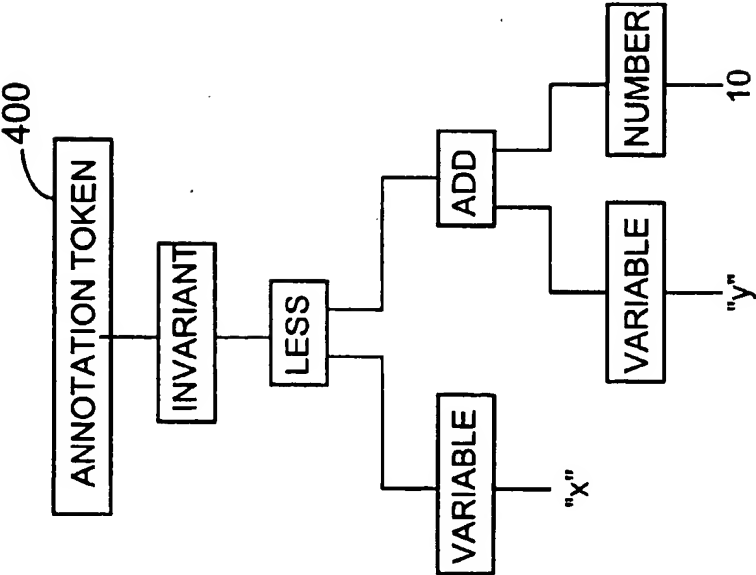 400
ANNOTATION TOKEN
INVARIANT
LESS
VARIABLE
ADD
"x"
VARIABLE
NUMBER
"y"
10